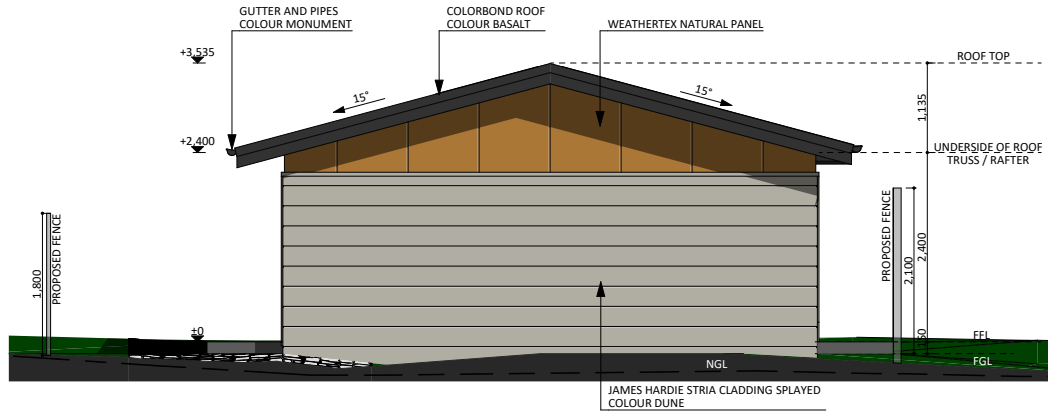 GUTTER AND PIPES
COLOUR MONUMENT
COLORBOND ROOF
COLOUR BASALT
WEATHERTEX NATURAL PANEL
+3,535
ROOF TOP
15°
15°
1,135
+2,400
UNDERSIDE OF ROOF
TRUSS / RAFTER
1,800
PROPOSED FENCE
PROPOSED FENCE
2,100
2,400
±0
150
FFL
FGL
NGL
JAMES HARDIE STRIA CLADDING SPLAYED
COLOUR DUNE